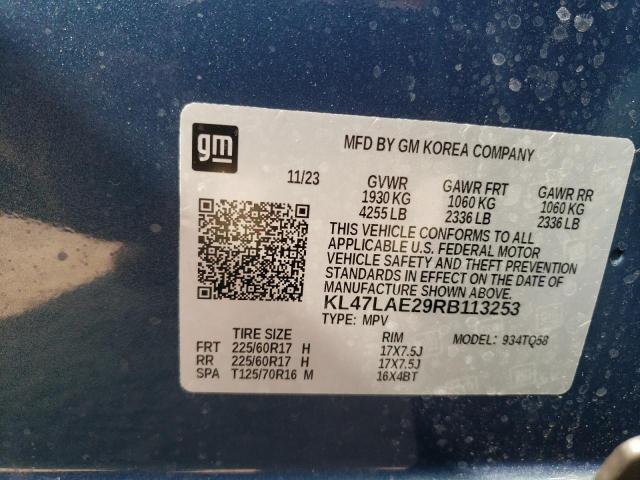 gm
MFD BY GM KOREA COMPANY
11/23 GVWR GAWR FRT GAWR RR
1930 KG 1060 KG 1060 KG
4255 LB 2336 LB 2336 LB
THIS VEHICLE CONFORMS TO ALL
APPLICABLE U.S. FEDERAL MOTOR
VEHICLE SAFETY AND THEFT PREVENTION
STANDARDS IN EFFECT ON THE DATE OF
MANUFACTURE SHOWN ABOVE.
KL47LAE29RB113253
TYPE: MPV
TIRE SIZE RIM MODEL: 934TQ58
FRT 225/60R17 H 17X7.5J
RR 225/60R17 H 17X7.5J
SPA T125/70R16 M 16X4BT